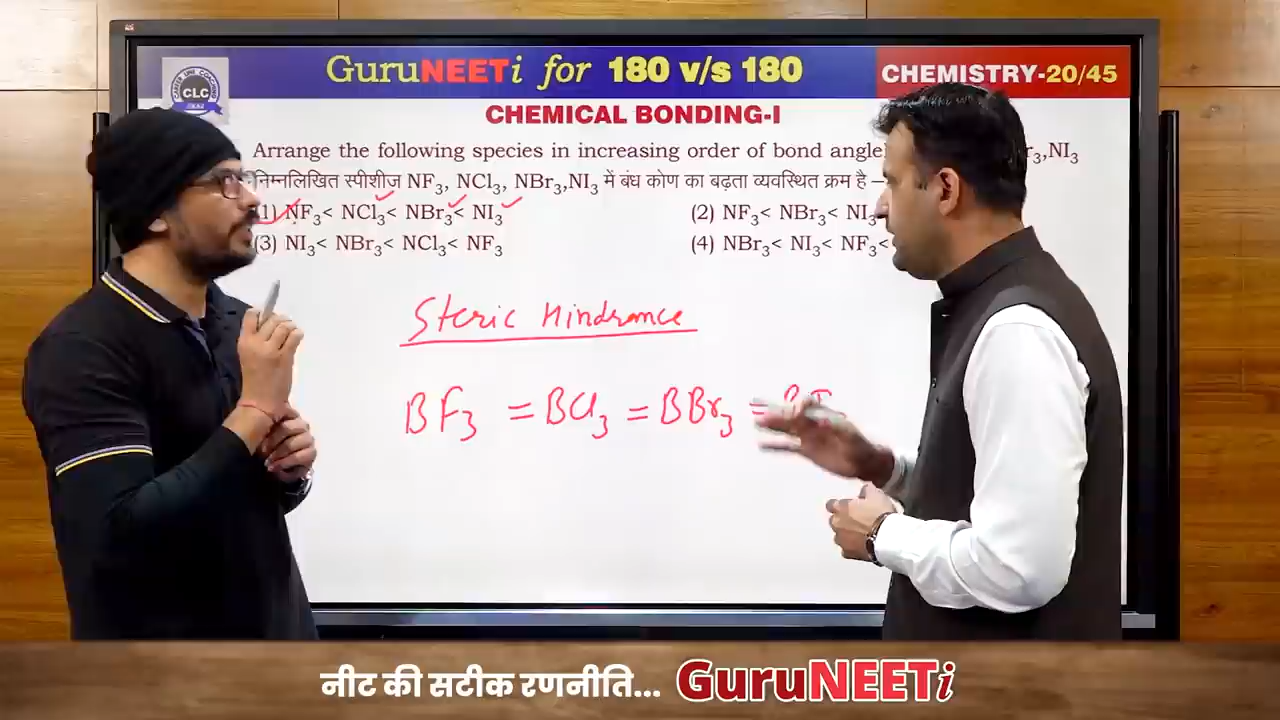 GuruNEETi for 180 v/s 180
CHEMISTRY-20/45
CLC
CHEMICAL BONDING-I
Arrange the following species in increasing order of bond angle r₃,NI₃
निम्नलिखित स्पीशीज़ NF₃, NCl₃, NBr₃,NI₃ में बंध कोण का बढ़ता व्यवस्थित क्रम है –
(1) NF₃< NCl₃< NBr₃< NI₃
(2) NF₃< NBr₃< NI₃
(3) NI₃< NBr₃< NCl₃< NF₃
(4) NBr₃< NI₃< NF₃<
Steric Hindrance
BF₃ = BCl₃ = BBr₃ =
नीट की सटीक रणनीति... GuruNEETi